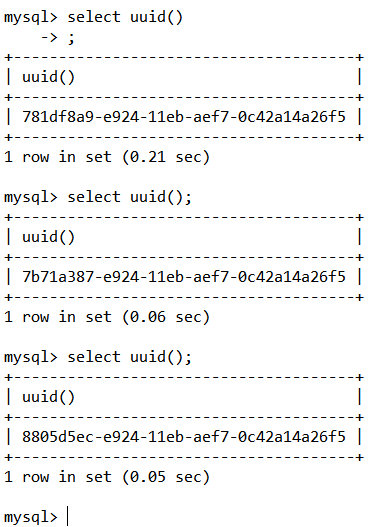 mysql> select uuid()
    -> ;
+--------------------------------------+
| uuid()                               |
+--------------------------------------+
| 781df8a9-e924-11eb-aef7-0c42a14a26f5 |
+--------------------------------------+
1 row in set (0.21 sec)

mysql> select uuid();
+--------------------------------------+
| uuid()                               |
+--------------------------------------+
| 7b71a387-e924-11eb-aef7-0c42a14a26f5 |
+--------------------------------------+
1 row in set (0.06 sec)

mysql> select uuid();
+--------------------------------------+
| uuid()                               |
+--------------------------------------+
| 8805d5ec-e924-11eb-aef7-0c42a14a26f5 |
+--------------------------------------+
1 row in set (0.05 sec)

mysql>